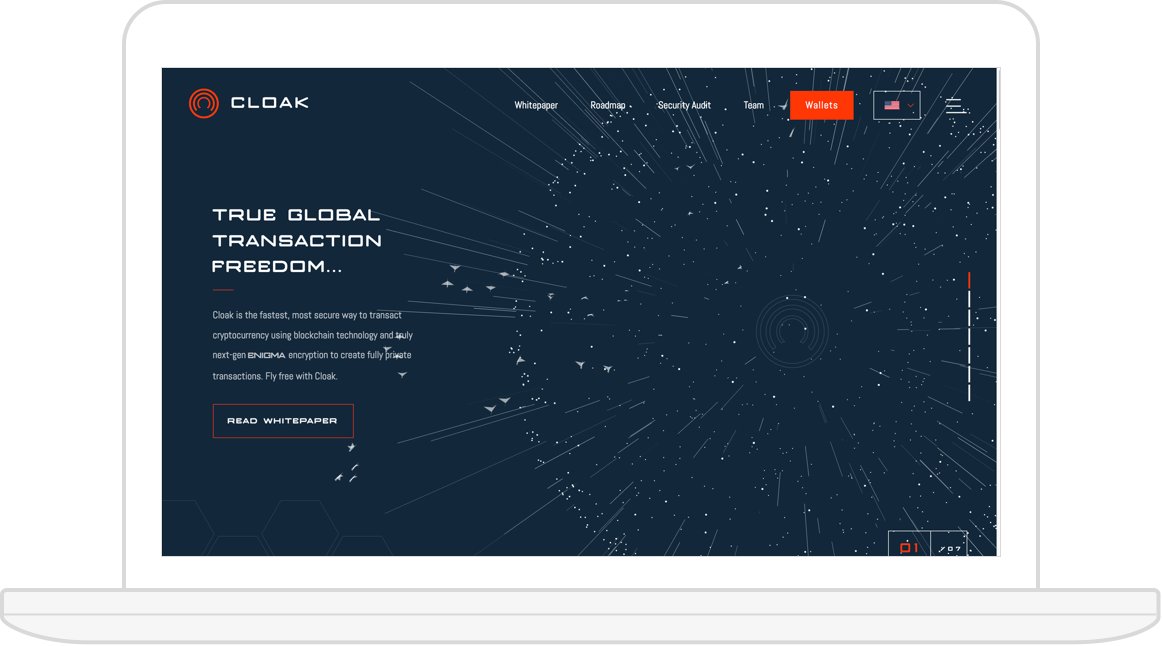 CLOAK
Whitepaper Roadmap Security Audit Team Wallets
TRUE GLOBAL
TRANSACTION
FREEDOM...
Cloak is the fastest, most secure way to transact
cryptocurrency using blockchain technology and truly
next-gen ENIGMA encryption to create fully private
transactions. Fly free with Cloak.
READ WHITEPAPER
01 / 07